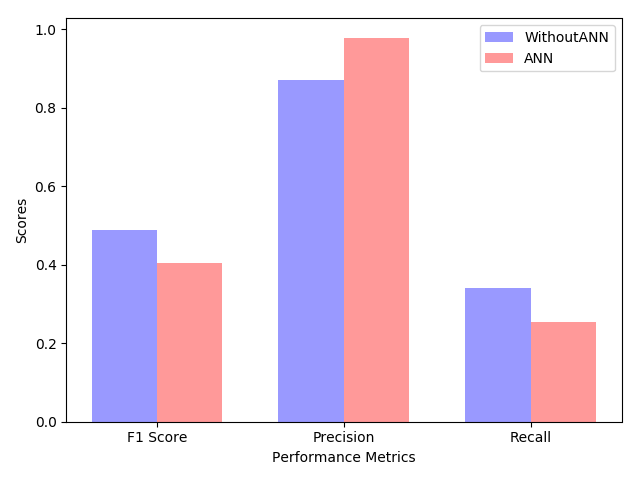 WithoutANN
ANN
1.0
0.8
0.6
0.4
0.2
0.0
Scores
F1 Score
Precision
Recall
Performance Metrics